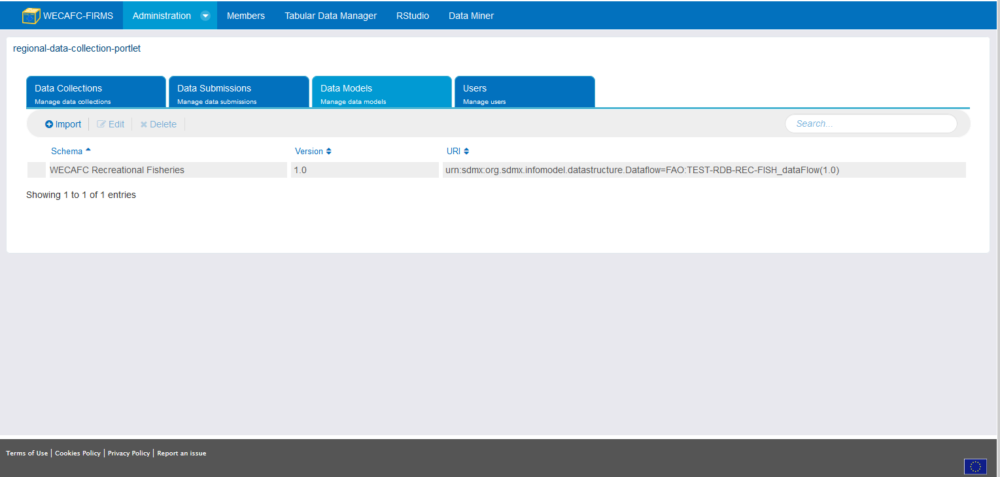 WECAFC-FIRMS Administration Members Tabular Data Manager RStudio Data Miner
regional-data-collection-portlet
Data Collections Data Submissions Data Models Users
Manage data collections Manage data submissions Manage data models Manage users
Import Edit Delete Search...
Schema Version URI
WECAFC Recreational Fisheries 1.0 urn:sdmx:org.sdmx.infomodel.datastructure.Dataflow=FAO:TEST-RDB-REC-FISH_dataFlow(1.0)
Showing 1 to 1 of 1 entries
Terms of Use | Cookies Policy | Privacy Policy | Report an issue